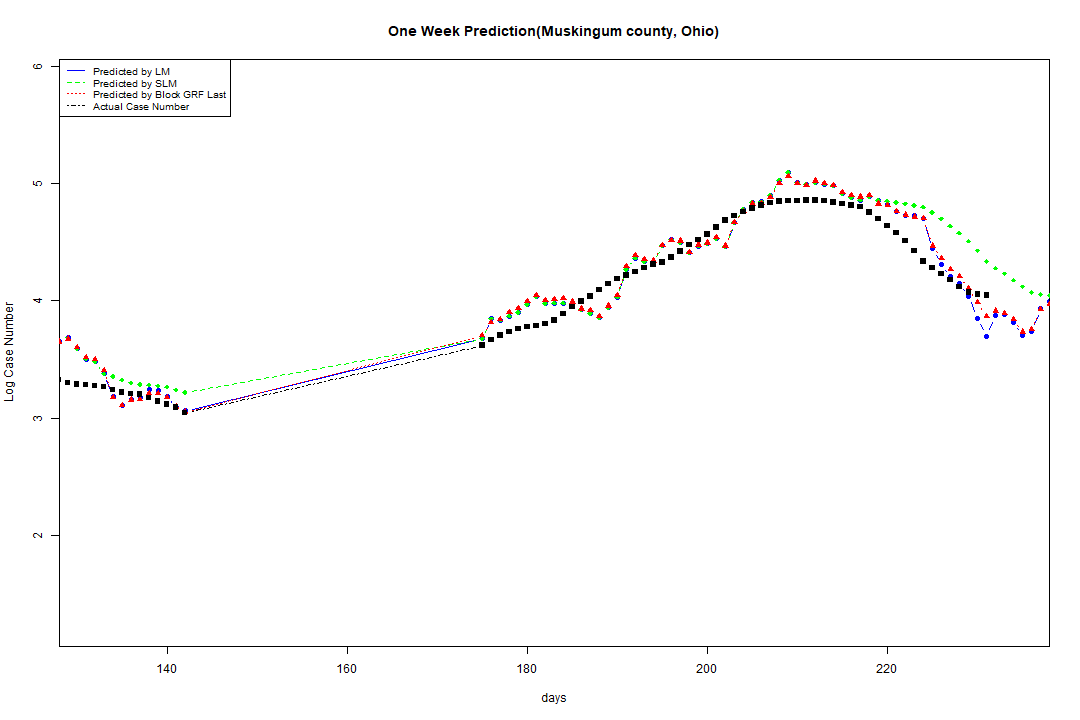 One Week Prediction(Muskingum county, Ohio)
Predicted by LM
Predicted by SLM
Predicted by Block GRF Last
Actual Case Number
6
5
4
3
2
Log Case Number
140
160
180
200
220
days